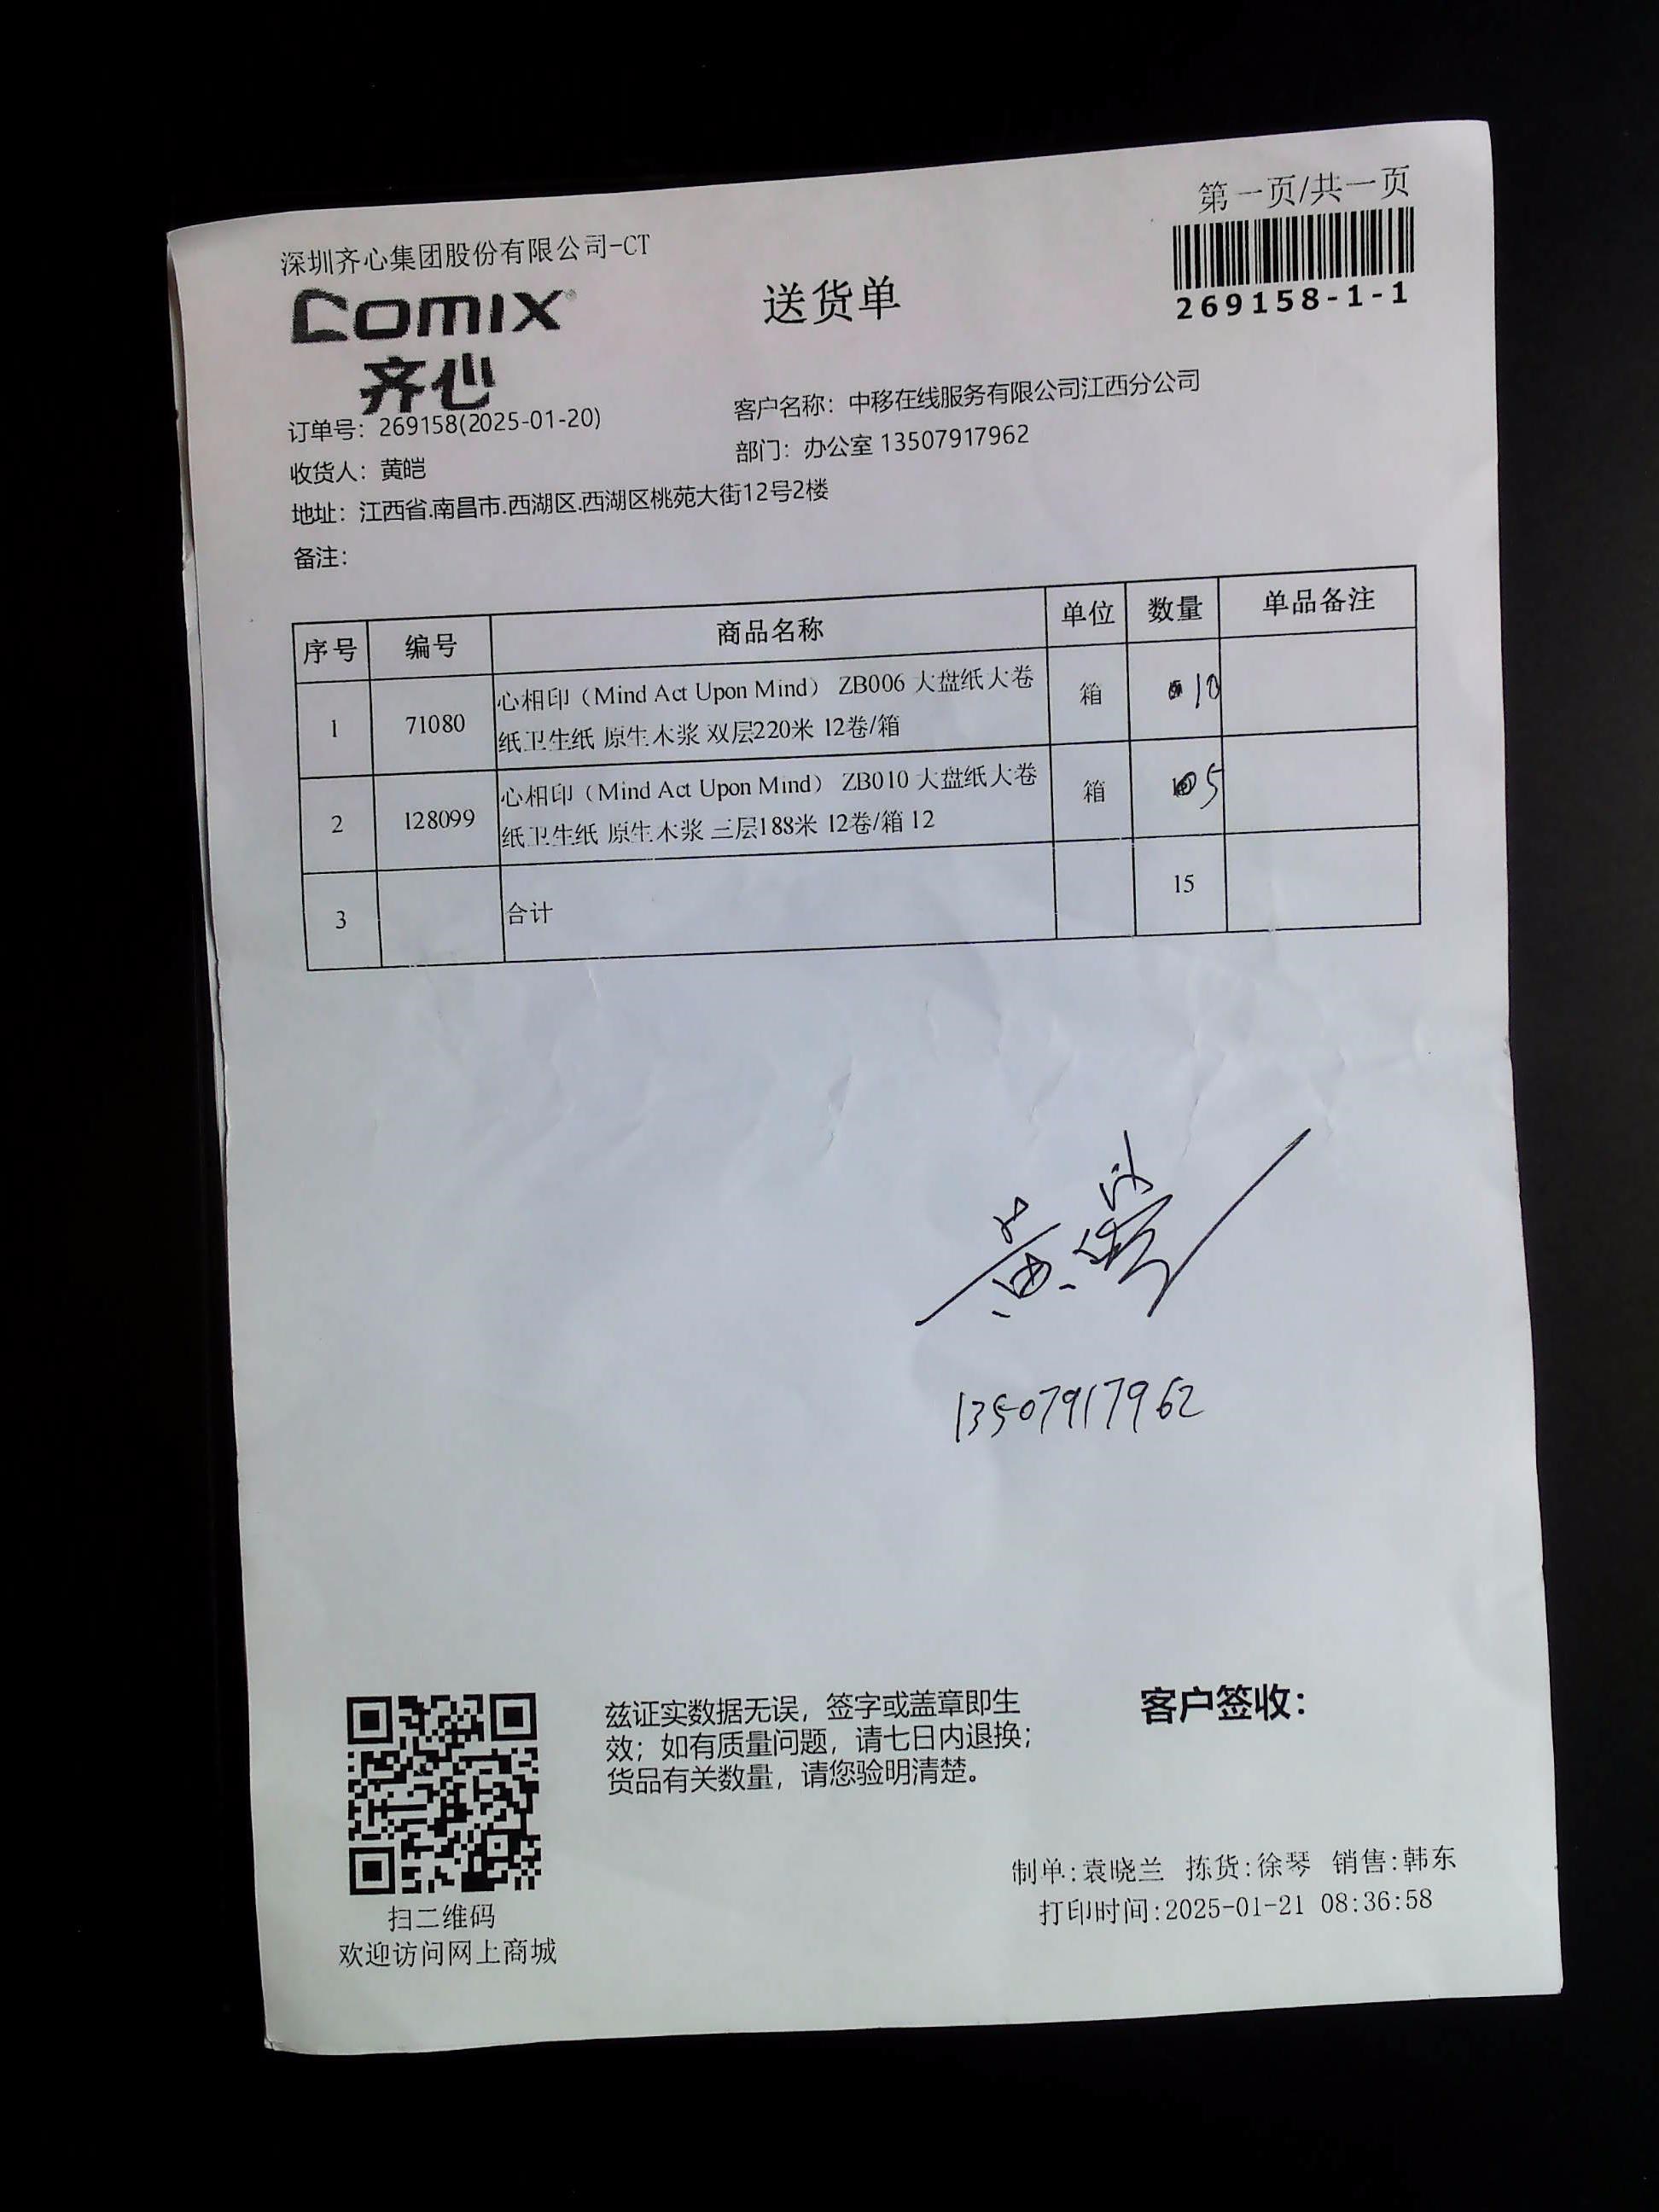 第一页/共一页
深圳齐心集团股份有限公司-CT
COMIX
齐心
送货单
269158-1-1
订单号：269158(2025-01-20)
客户名称：中移在线服务有限公司江西分公司
收货人：黄皑
部门：办公室 13507917962
地址：江西省.南昌市.西湖区.西湖区桃苑大街12号2楼
备注：
序号 编号 商品名称 单位 数量 单品备注
1 71080 心相印（Mind Act Upon Mind） ZB006 大盘纸大卷 箱 10
纸卫生纸 原生木浆 双层220米 12卷/箱
2 128099 心相印（Mind Act Upon Mind） ZB010 大盘纸大卷 箱 5
纸卫生纸 原生木浆 三层188米 12卷/箱 12
3 合计 15
黄
13507917962
兹证实数据无误，签字或盖章即生
效；如有质量问题，请七日内退换；
货品有关数量，请您验明清楚。
客户签收：
扫二维码
欢迎访问网上商城
制单:袁晓兰 拣货:徐琴 销售:韩东
打印时间:2025-01-21 08:36:58